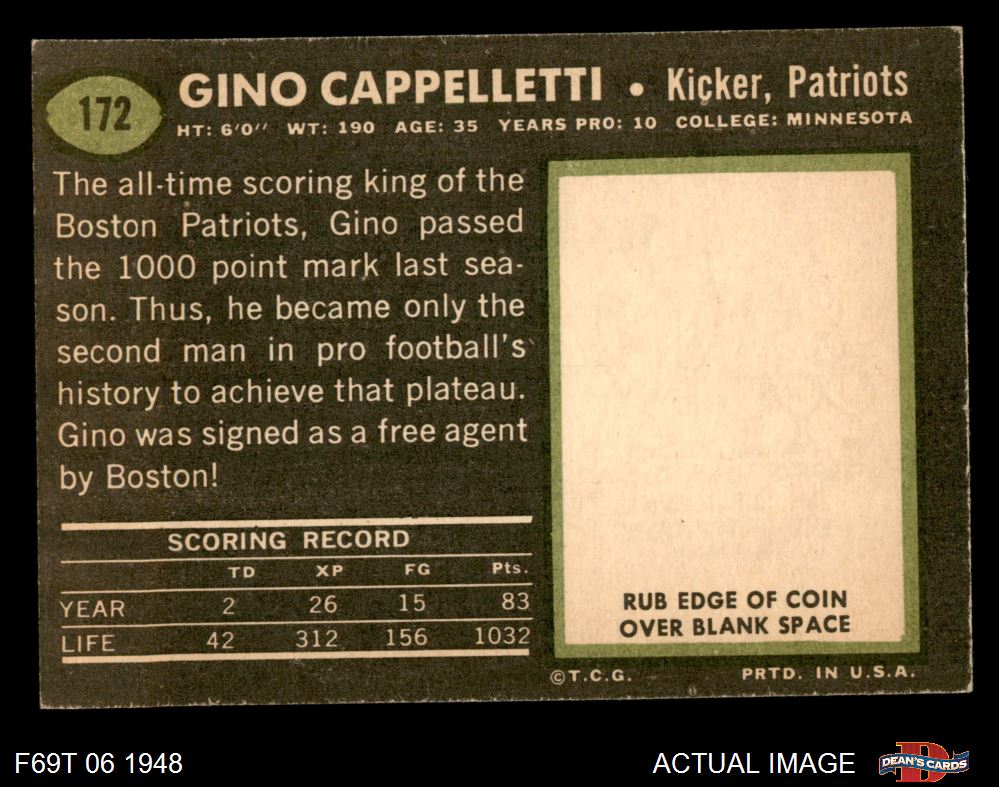 172
GINO CAPPELLETTI • Kicker, Patriots
HT: 6'0" WT: 190 AGE: 35 YEARS PRO: 10 COLLEGE: MINNESOTA
The all-time scoring king of the
Boston Patriots, Gino passed
the 1000 point mark last sea-
son. Thus, he became only the
second man in pro football's
history to achieve that plateau.
Gino was signed as a free agent
by Boston!
SCORING RECORD
TD XP FG Pts.
YEAR 2 26 15 83
LIFE 42 312 156 1032
RUB EDGE OF COIN
OVER BLANK SPACE
©T.C.G. PRTD. IN U.S.A.
F69T 06 1948
ACTUAL IMAGE
DEAN'S CARDS